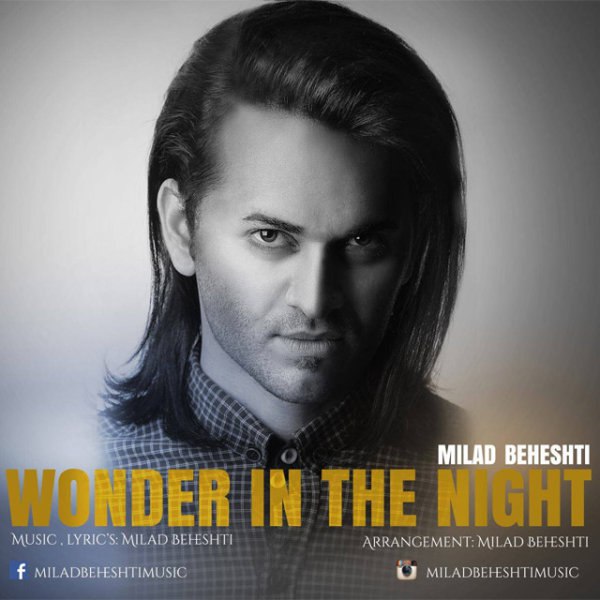 MILAD BEHESHTI
WONDER IN THE NIGHT
MUSIC , LYRIC'S: MILAD BEHESHTI
ARRANGEMENT: MILAD BEHESHTI
f MILADBEHESHTIMUSIC
MILADBEHESHTIMUSIC